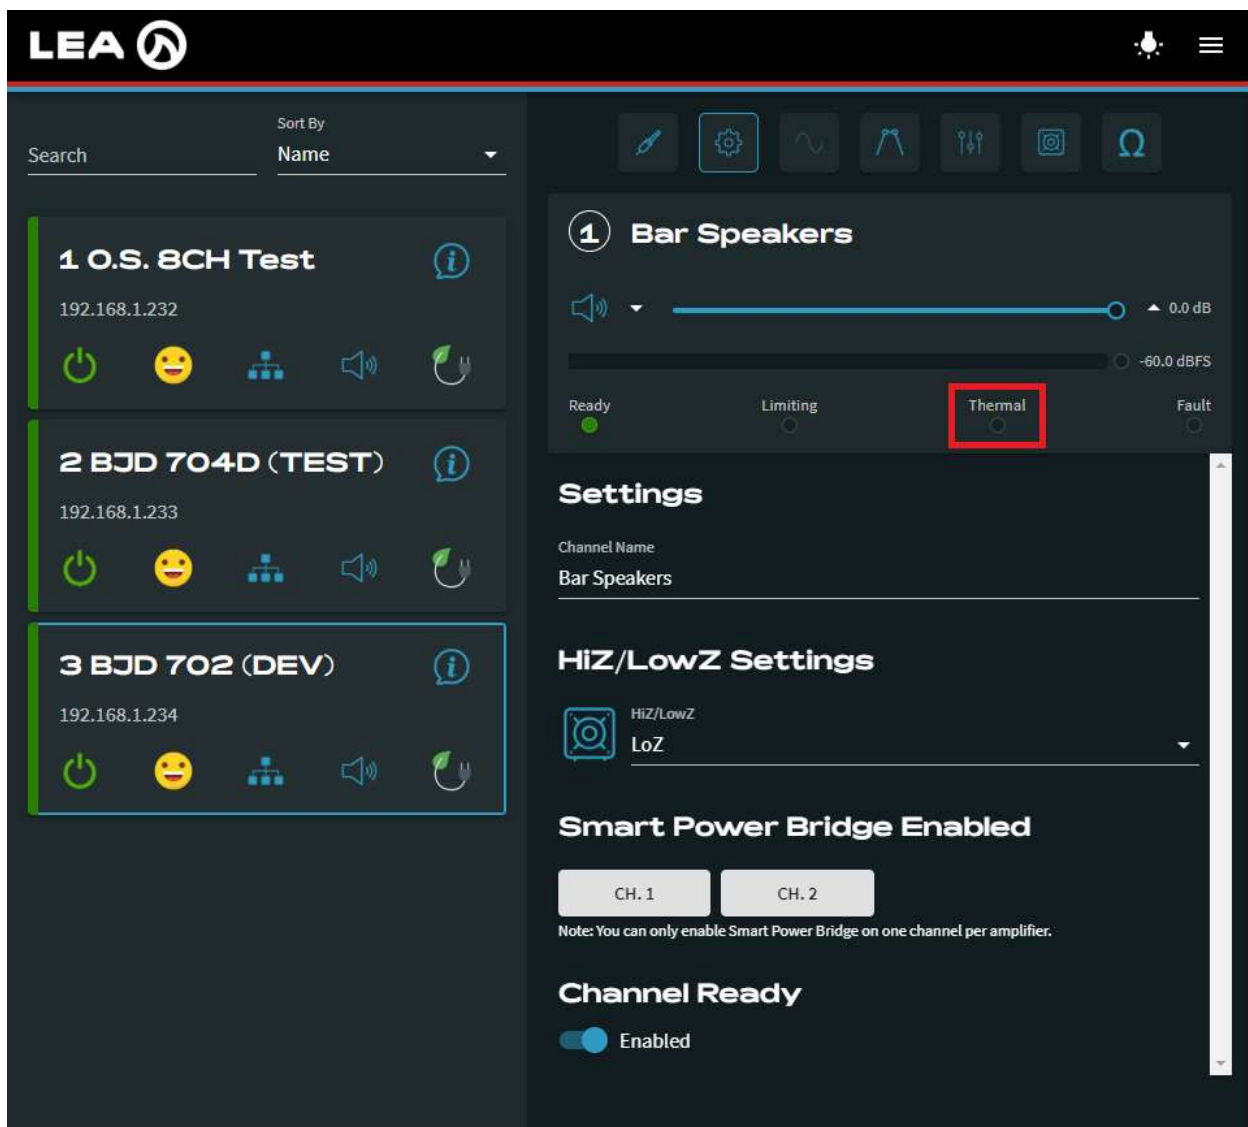 LEA
Search
Sort By
Name
1 O.S. 8CH Test
192.168.1.232
2 BJD 704D (TEST)
192.168.1.233
3 BJD 702 (DEV)
192.168.1.234
Ω
1 Bar Speakers
0.0 dB
-60.0 dBFS
Ready Limiting Thermal Fault
Settings
Channel Name
Bar Speakers
HiZ/LowZ Settings
HiZ/LowZ
LoZ
Smart Power Bridge Enabled
CH. 1 CH. 2
Note: You can only enable Smart Power Bridge on one channel per amplifier.
Channel Ready
Enabled